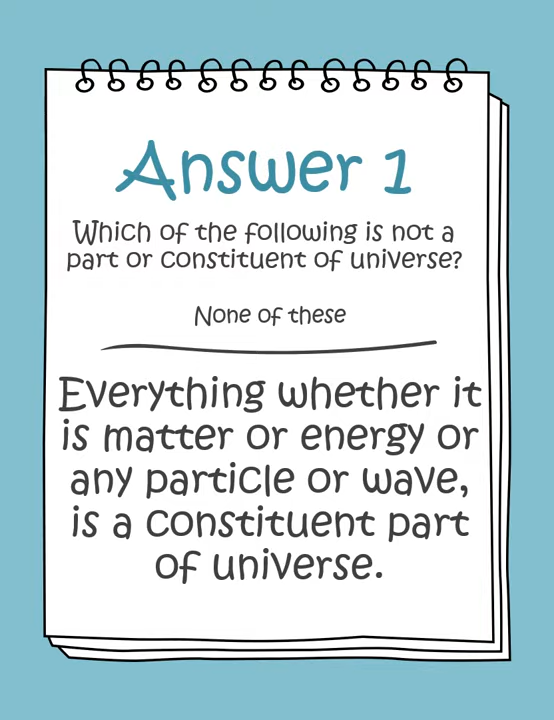 Answer 1
Which of the following is not a
part or constituent of universe?
None of these
Everything whether it
is matter or energy or
any particle or wave,
is a constituent part
of universe.